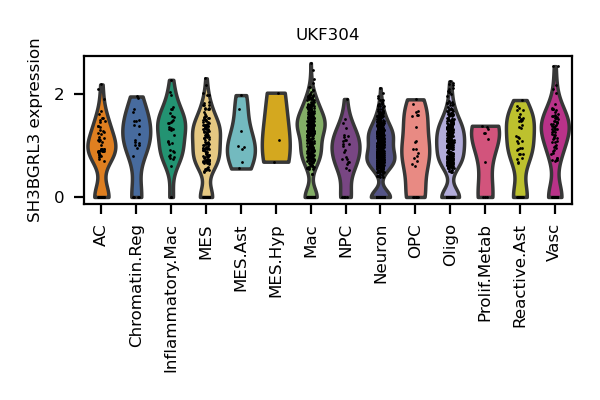 UKF304
SH3BGRL3 expression
2
0
AC
Chromatin.Reg
Inflammatory.Mac
MES
MES.Ast
MES.Hyp
Mac
NPC
Neuron
OPC
Oligo
Prolif.Metab
Reactive.Ast
Vasc